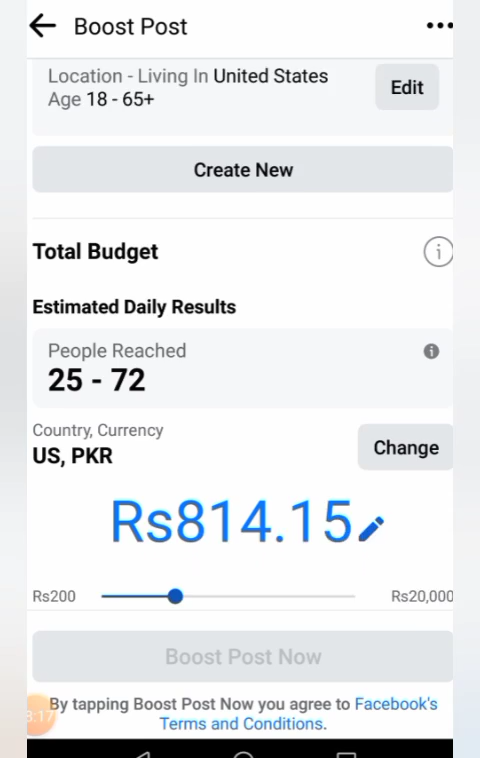 Boost Post
Location - Living In United States
Age 18 - 65+
Edit
Create New
Total Budget
Estimated Daily Results
People Reached
25 - 72
Country, Currency
US, PKR
Change
Rs814.15
Rs200
Rs20,000
Boost Post Now
By tapping Boost Post Now you agree to Facebook's
Terms and Conditions.
3:17